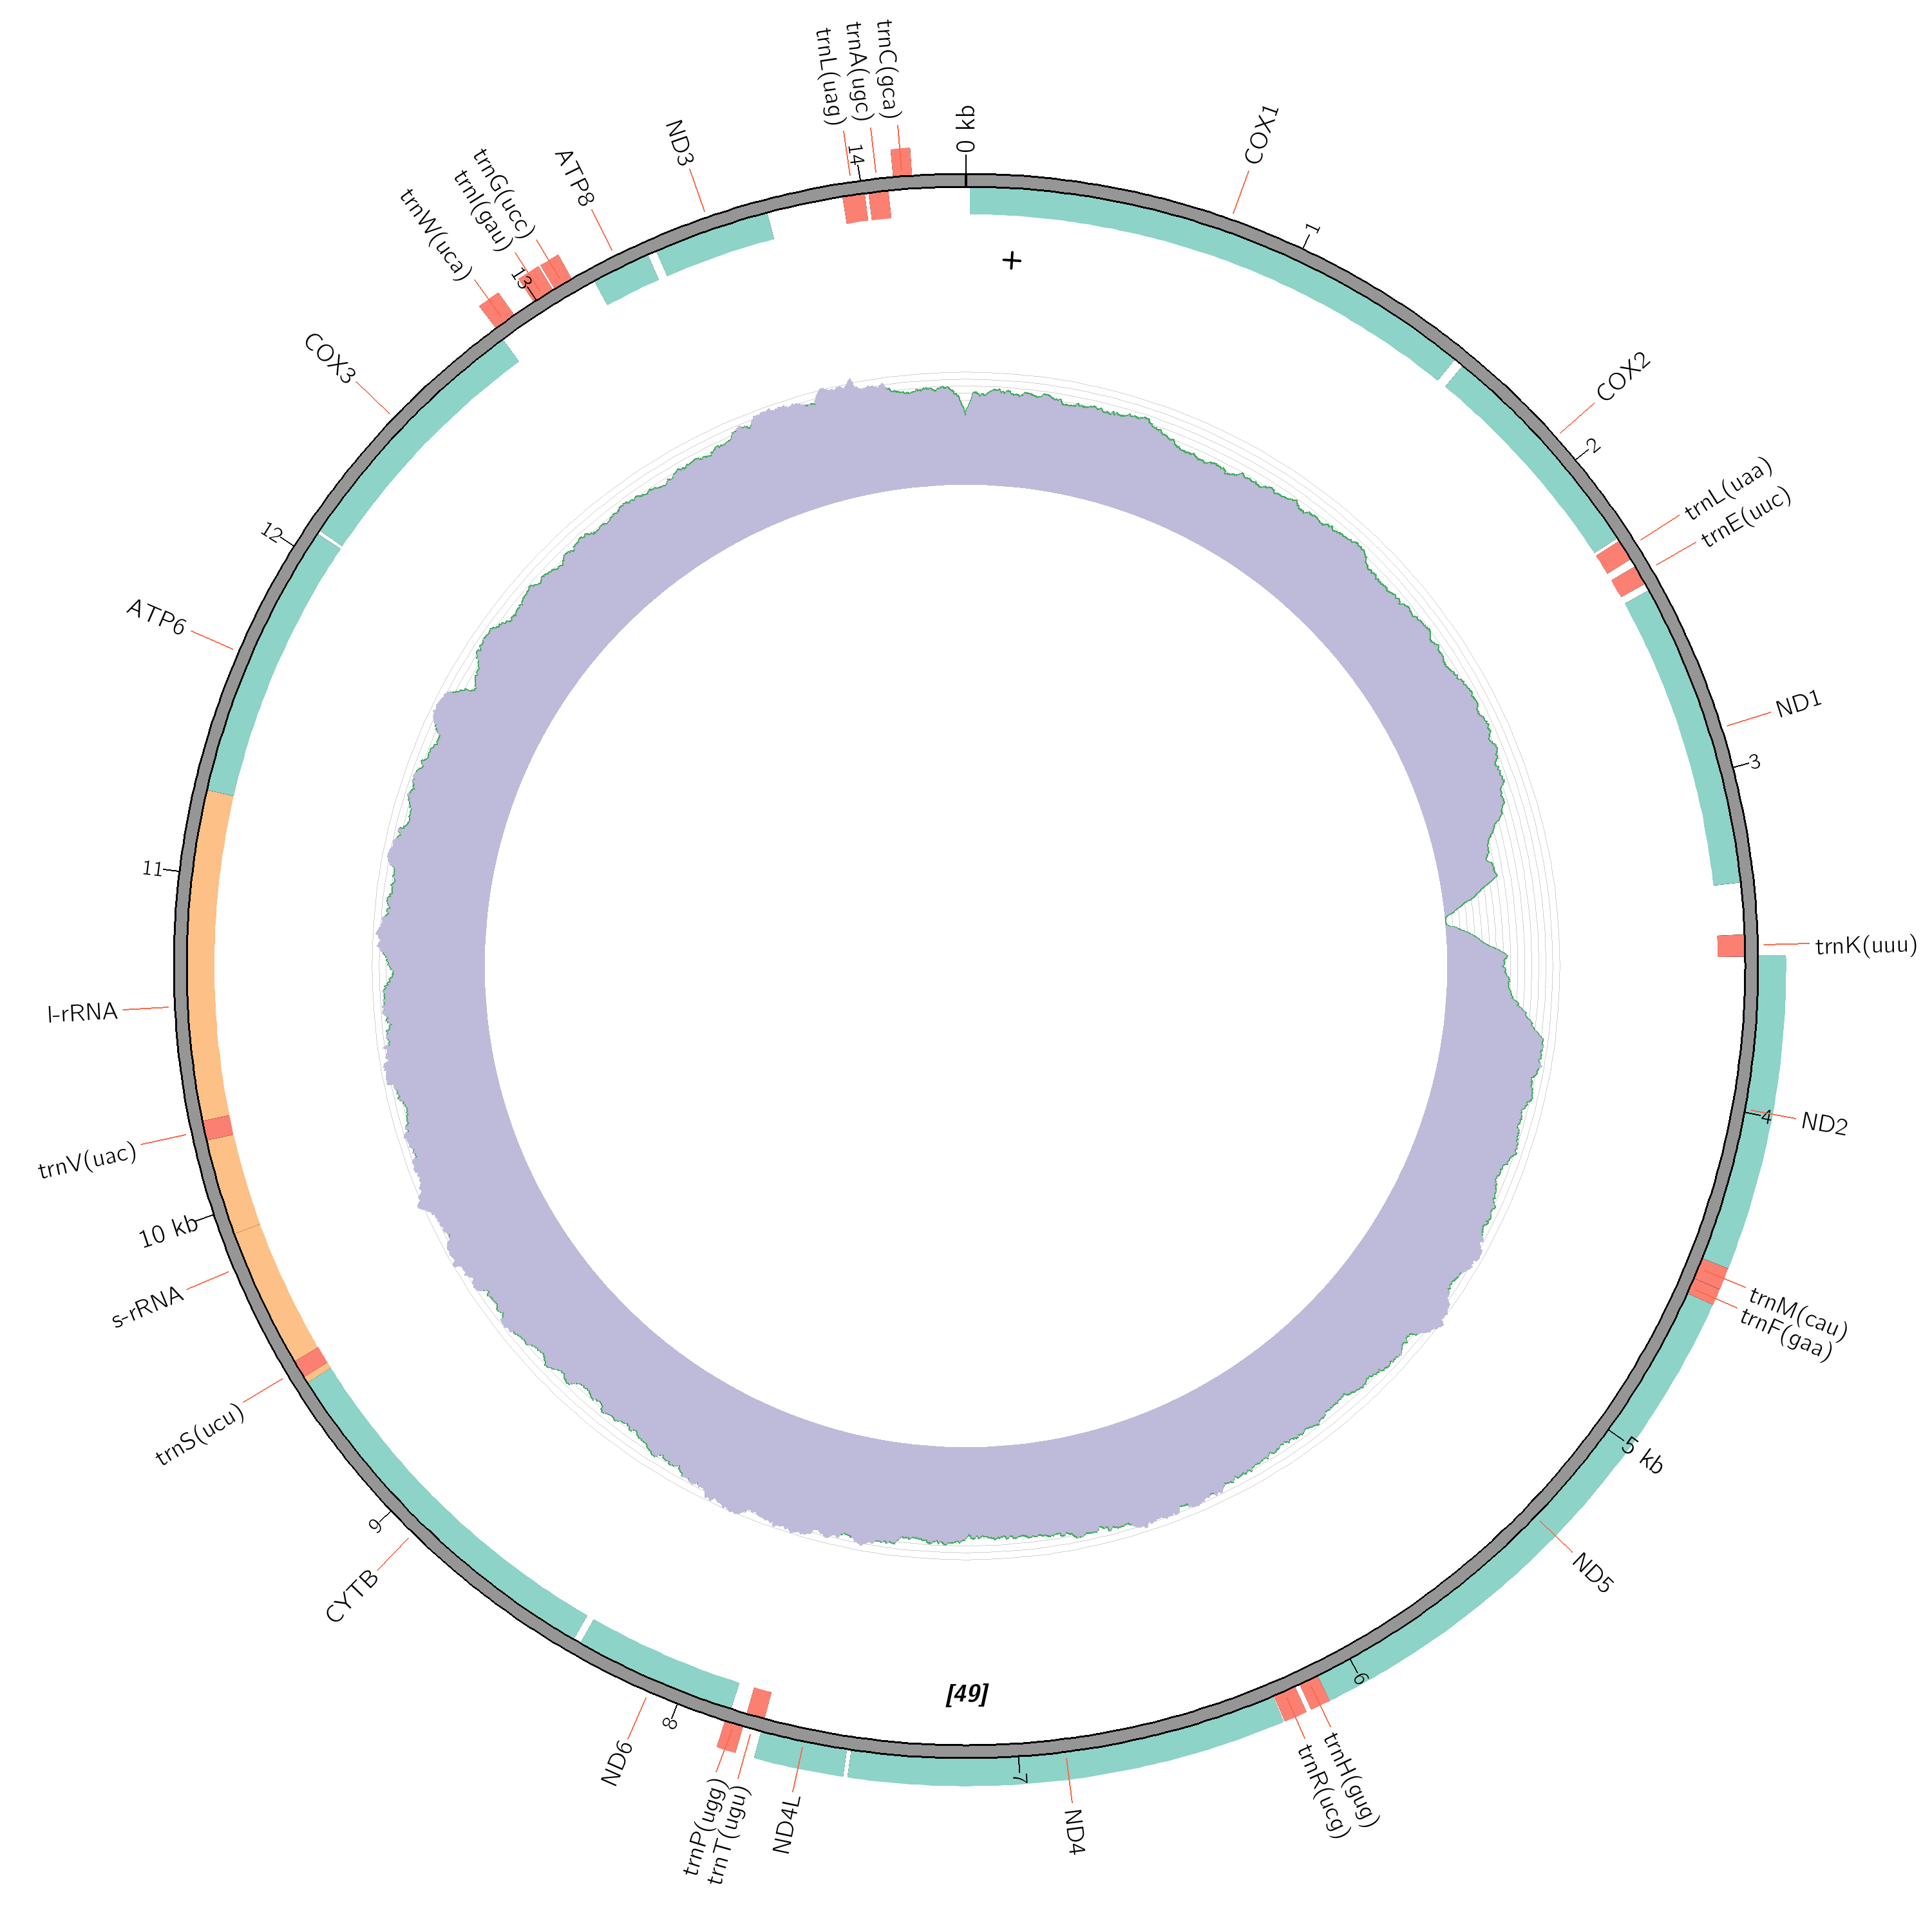 0 kb
COX1
1
COX2
2
trnL(uaa)
trnE(uuc)
ND1
3
trnK(uuu)
4
ND2
trnM(cau)
trnF(gaa)
5 kb
ND5
6
trnH(gug)
trnR(ucg)
7
ND4
ND4L
trnT(ugu)
trnP(ugg)
8
ND6
CYTB
9
trnS(ucu)
s-rRNA
10 kb
trnV(uac)
l-rRNA
11
ATP6
12
COX3
trnW(uca)
13
trnI(gau)
trnG(ucc)
ATP8
ND3
trnL(uag)
14
trnA(ugc)
trnC(gca)
+
[49]